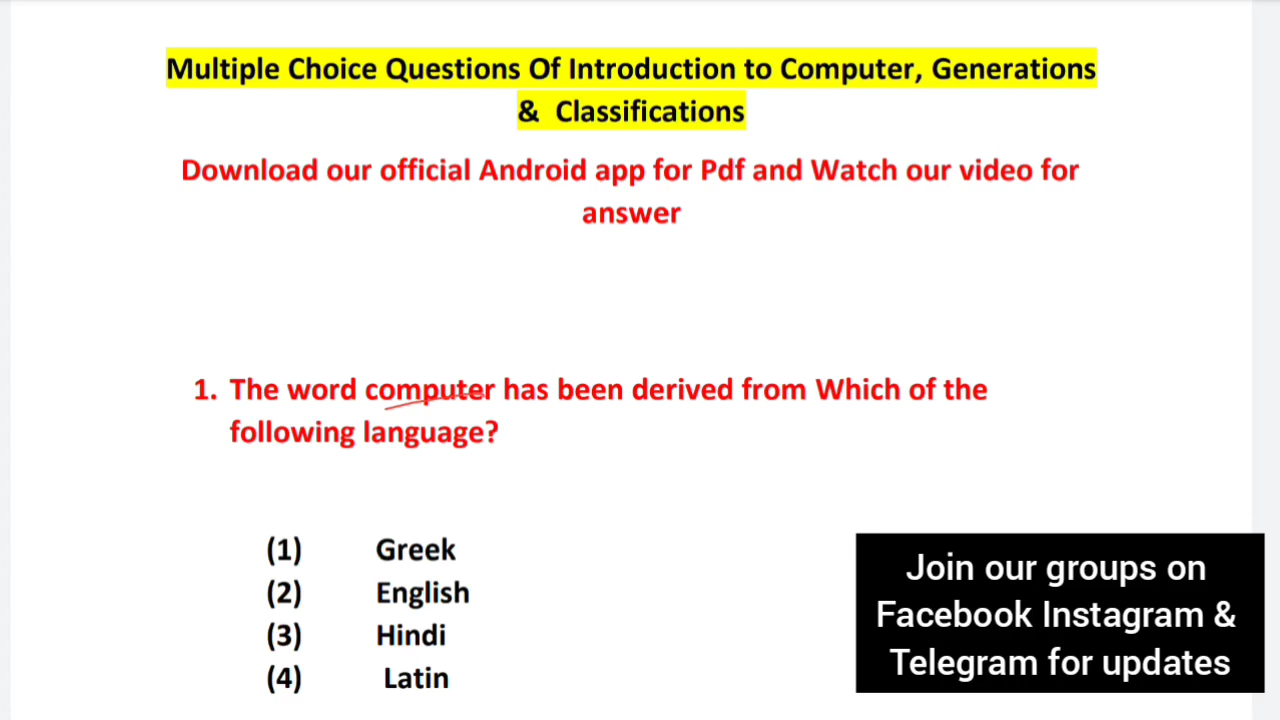 Multiple Choice Questions Of Introduction to Computer, Generations
& Classifications
Download our official Android app for Pdf and Watch our video for
answer
1. The word computer has been derived from Which of the
following language?
(1) Greek
(2) English
(3) Hindi
(4) Latin
Join our groups on
Facebook Instagram &
Telegram for updates